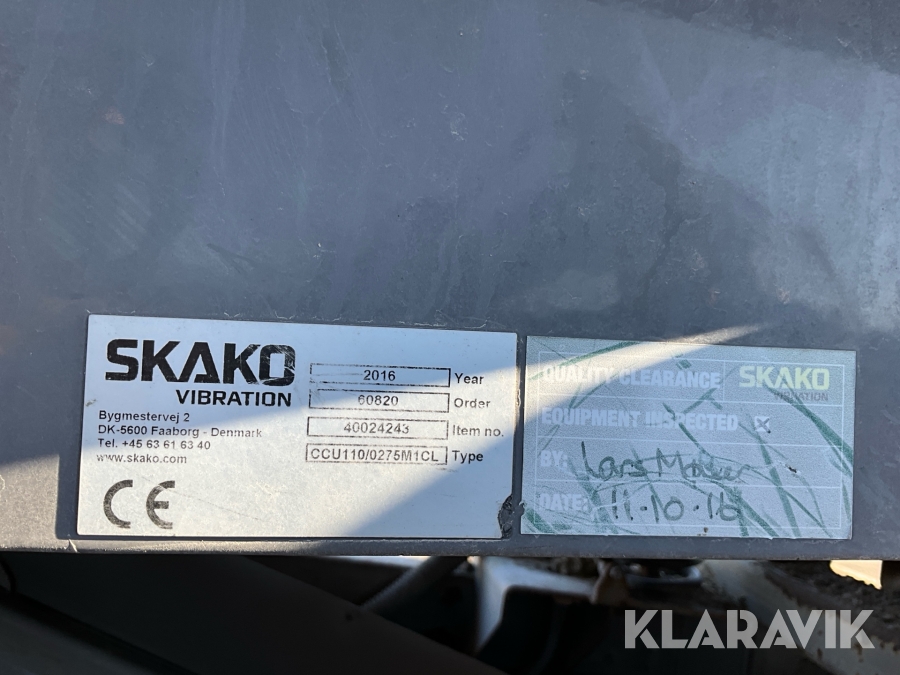 SKAKO
VIBRATION
Bygmestervej 2
DK-5600 Faaborg - Denmark
Tel. +45 63 61 63 40
www.skako.com
CE
2016 Year
60820 Order
40024243 Item no.
CCU110/0275M1CL Type
QUALITY CLEARANCE
SKAKO
VIBRATION
EQUIPMENT INSPECTED X
BY: Lars
DATE: 11-10-16
KLARAVIK